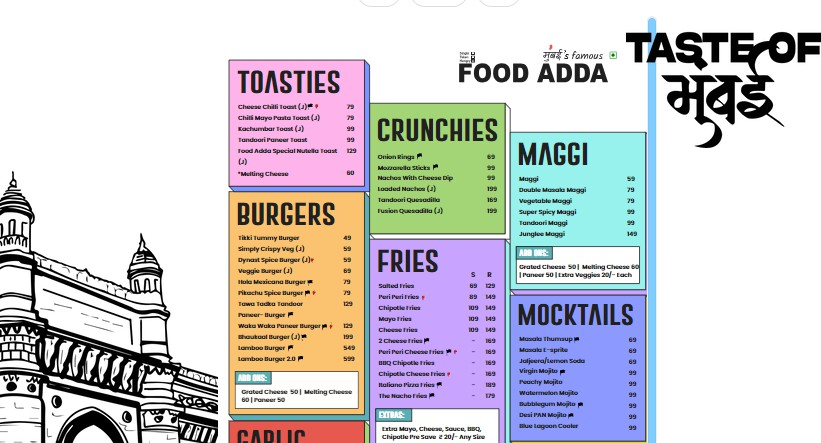 मुंबई's famous
FOOD ADDA
TASTE OF
मुंबई
TOASTIES
Cheese Chilli Toast (J) 79
Chilli Mayo Pasta Toast (J) 79
Kachumbar Toast (J) 99
Tandoori Paneer Toast 99
Food Adda Special Nutella Toast 129
(J)
*Melting Cheese 60
BURGERS
Tikki Tummy Burger 49
Simply Crispy Veg (J) 59
Dynast Spice Burger (J) 59
Veggie Burger (J) 69
Hola Mexicana Burger 79
Pikachu Spice Burger 79
Tawa Tadka Tandoor 129
Paneer- Burger
Waka Waka Paneer Burger 129
Bhaukaal Burger (J) 199
Lamboo Burger 549
Lamboo Burger 2.0 599
ADD ONS:
Grated Cheese 50 | Melting Cheese
60 | Paneer 50
GARLIC
CRUNCHIES
Onion Rings 69
Mozzarella Sticks 99
Nachos With Cheese Dip 99
Loaded Nachos (J) 199
Tandoori Quesadilla 169
Fusion Quesadilla (J) 199
FRIES
S R
Salted Fries 69 129
Peri Peri Fries 89 149
Chipotle Fries 109 149
Mayo Fries 109 149
Cheese Fries 109 149
2 Cheese Fries - 169
Peri Peri Cheese Fries - 169
BBQ Chipotle Fries - 169
Chipotle Cheese Fries - 169
Italiano Pizza Fries - 189
The Nacho Fries - 179
EXTRAS:
Extra Mayo, Cheese, Sauce, BBQ,
Chipotle Pre Save ₹ 20/- Any Size
MAGGI
Maggi 59
Double Masala Maggi 79
Vegetable Maggi 79
Super Spicy Maggi 99
Tandoori Maggi 99
Junglee Maggi 149
ADD ONS:
Grated Cheese 50 | Melting Cheese 60
| Paneer 50 | Extra Veggies 20/- Each
MOCKTAILS
Masala Thumsup 69
Masala t-sprite 69
Jaljeera/Lemon Soda 69
Virgin Mojito 99
Peachy Mojito 99
Watermelon Mojito 99
Bubblegum Mojito 99
Desi PAN Mojito 99
Blue Lagoon Cooler 99